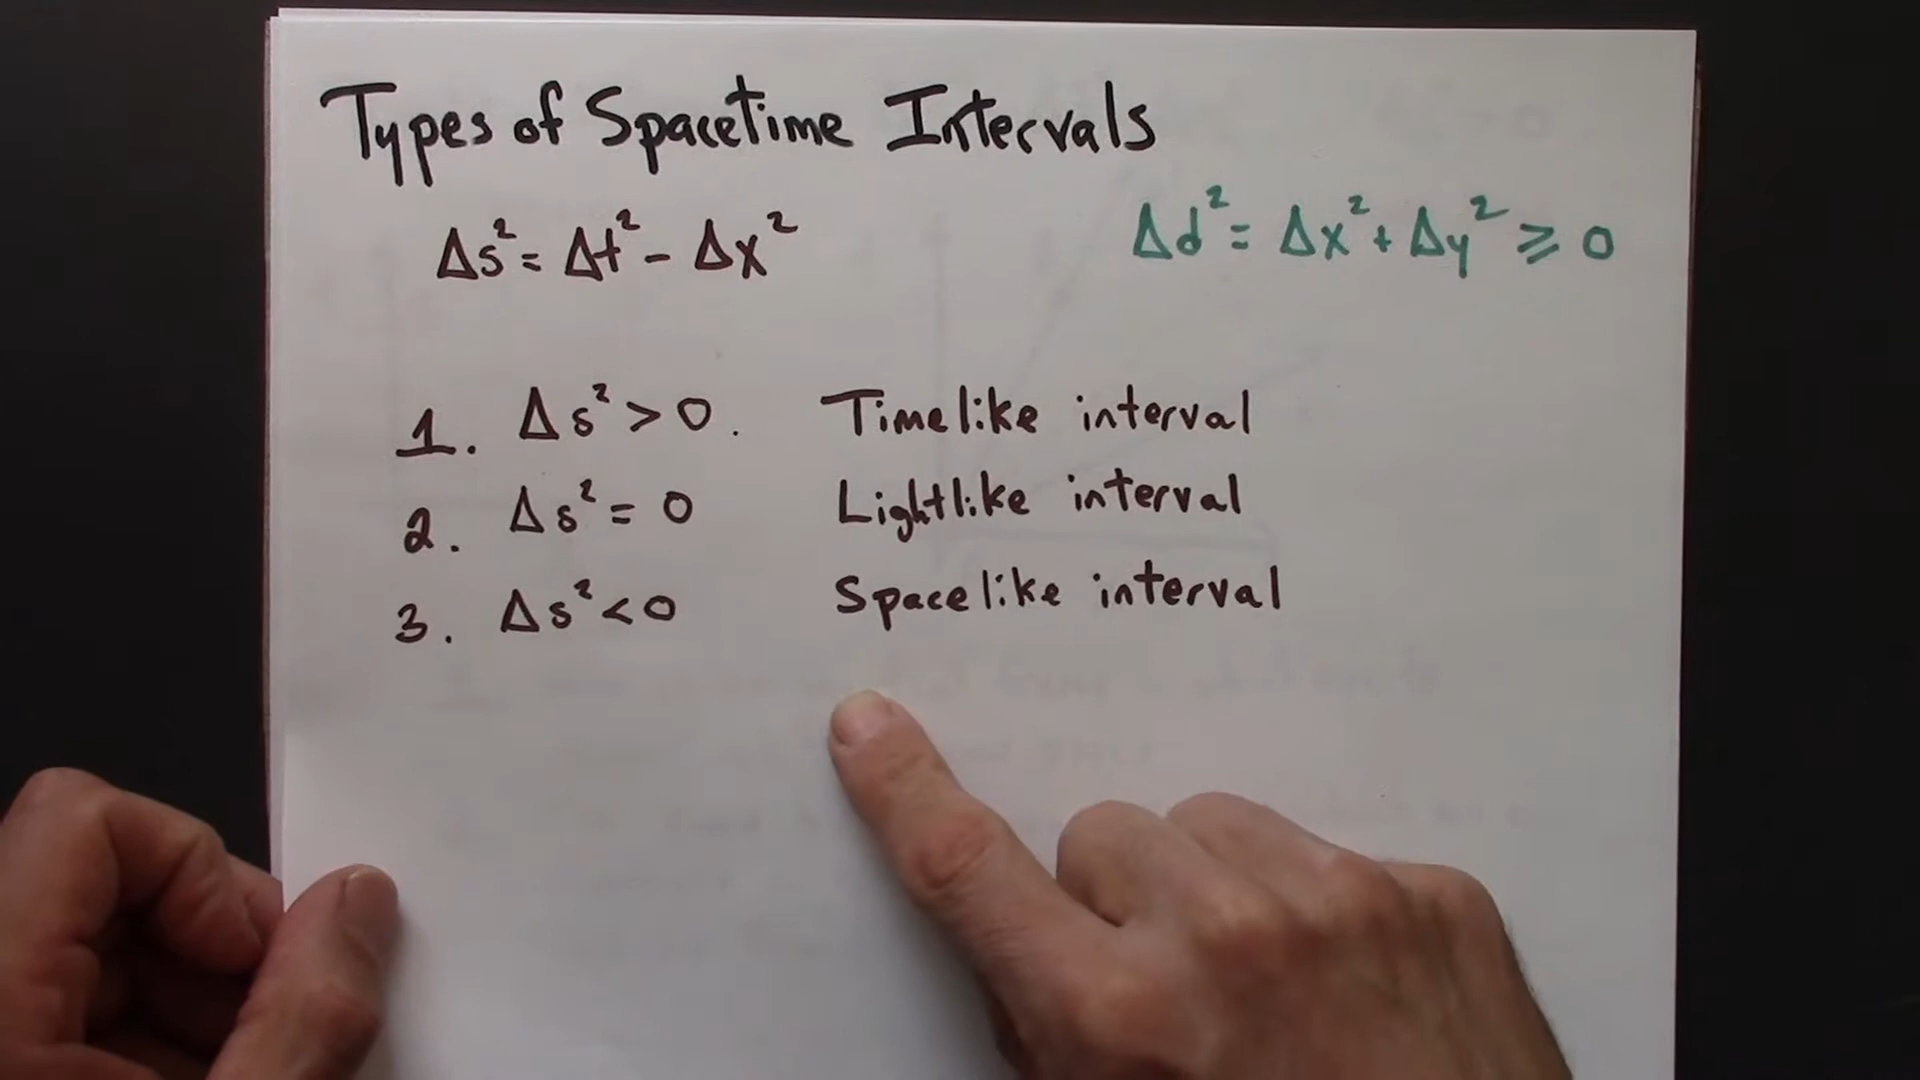 Types of Spacetime Intervals
Δs² = Δt² - Δx²
Δd² = Δx² + Δy² ⩾ 0
1. Δs² > 0. Timelike interval
2. Δs² = 0 Lightlike interval
3. Δs² < 0 Spacelike interval